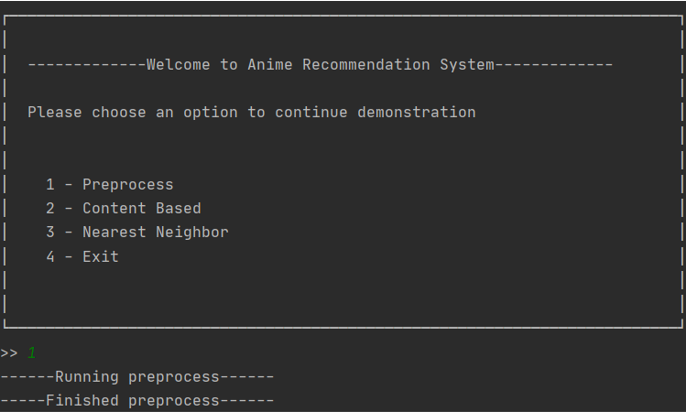 -------------Welcome to Anime Recommendation System-------------
Please choose an option to continue demonstration
1 - Preprocess
2 - Content Based
3 - Nearest Neighbor
4 - Exit
>> 1
------Running preprocess------
-----Finished preprocess------